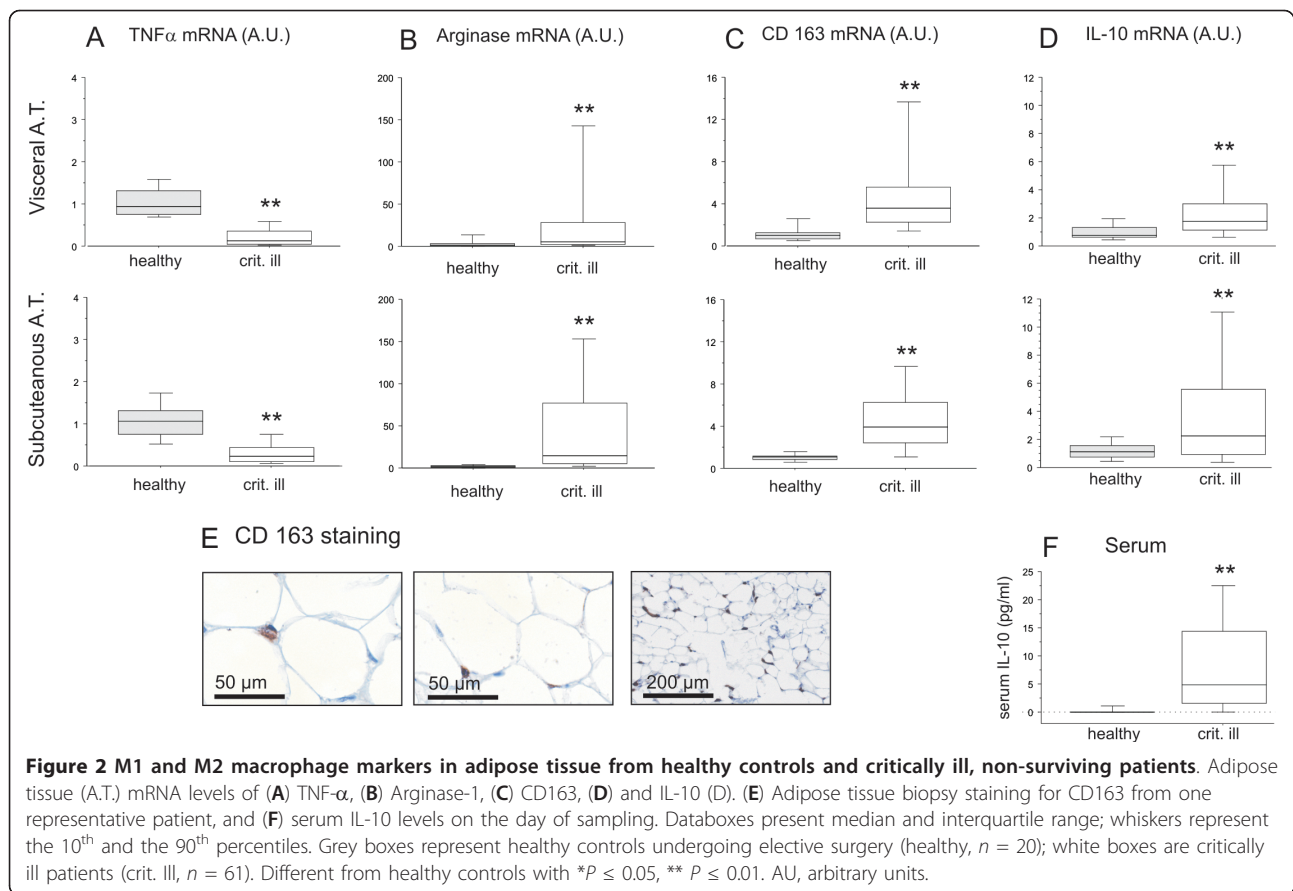 A TNFα mRNA (A.U.)
B Arginase mRNA (A.U.)
C CD 163 mRNA (A.U.)
D IL-10 mRNA (A.U.)
Visceral A.T.
4
3
2
1
0
**
healthy crit. ill
200
150
100
50
0
**
healthy crit. ill
16
12
8
4
0
**
healthy crit. ill
12
10
8
6
4
2
0
**
healthy crit. ill
Subcuteanous A.T.
4
3
2
1
0
**
healthy crit. ill
200
150
100
50
0
**
healthy crit. ill
16
12
8
4
0
**
healthy crit. ill
12
10
8
6
4
2
0
**
healthy crit. ill
E CD 163 staining
50 µm
50 µm
200 µm
F Serum
serum IL-10 (pg/ml)
25
20
15
10
5
0
**
healthy crit. ill
Figure 2 M1 and M2 macrophage markers in adipose tissue from healthy controls and critically ill, non-surviving patients. Adipose
tissue (A.T.) mRNA levels of (A) TNF-α, (B) Arginase-1, (C) CD163, (D) and IL-10 (D). (E) Adipose tissue biopsy staining for CD163 from one
representative patient, and (F) serum IL-10 levels on the day of sampling. Databoxes present median and interquartile range; whiskers represent
the 10th and the 90th percentiles. Grey boxes represent healthy controls undergoing elective surgery (healthy, n = 20); white boxes are critically
ill patients (crit. Ill, n = 61). Different from healthy controls with *P ≤ 0.05, ** P ≤ 0.01. AU, arbitrary units.